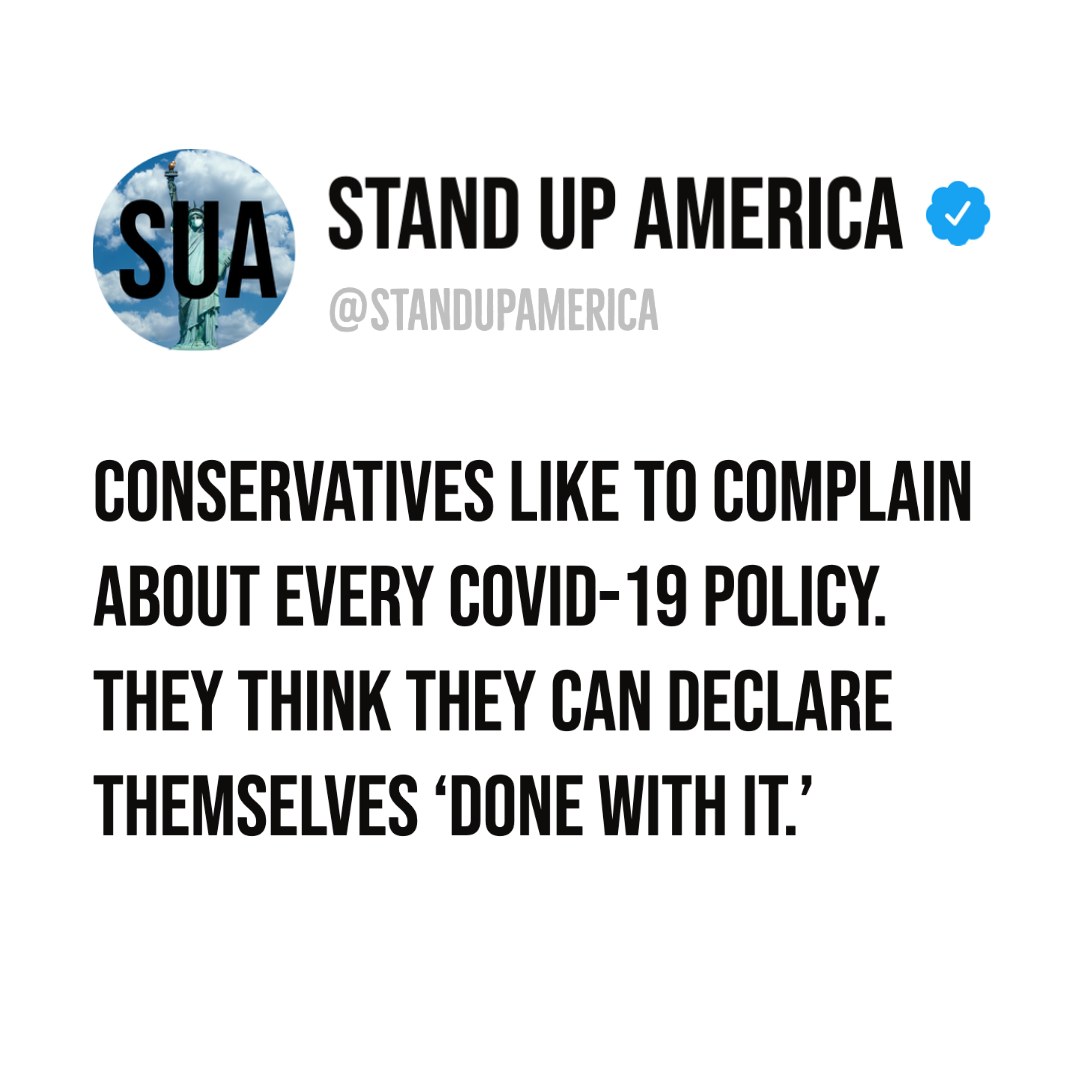 SUA
STAND UP AMERICA
@STANDUPAMERICA
CONSERVATIVES LIKE TO COMPLAIN
ABOUT EVERY COVID-19 POLICY.
THEY THINK THEY CAN DECLARE
THEMSELVES ‘DONE WITH IT.’